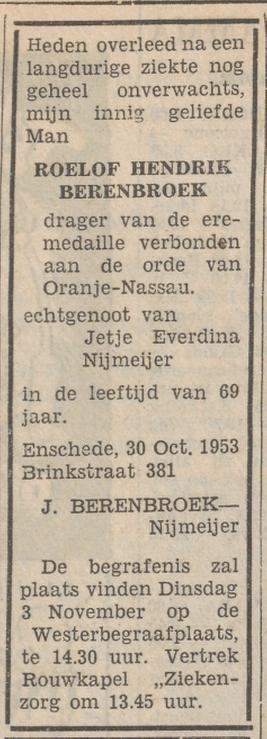 Heden overleed na een
langdurige ziekte nog
geheel onverwachts,
mijn innig geliefde
Man
ROELOF HENDRIK
BERENBROEK
drager van de ere-
medaille verbonden
aan de orde van
Oranje-Nassau.
echtgenoot van
Jetje Everdina
Nijmeijer
in de leeftijd van 69
jaar.
Enschede, 30 Oct. 1953
Brinkstraat 381
J. BERENBROEK—
Nijmeijer
De begrafenis zal
plaats vinden Dinsdag
3 November op de
Westerbegraafplaats,
te 14.30 uur. Vertrek
Rouwkapel „Zieken-
zorg om 13.45 uur.